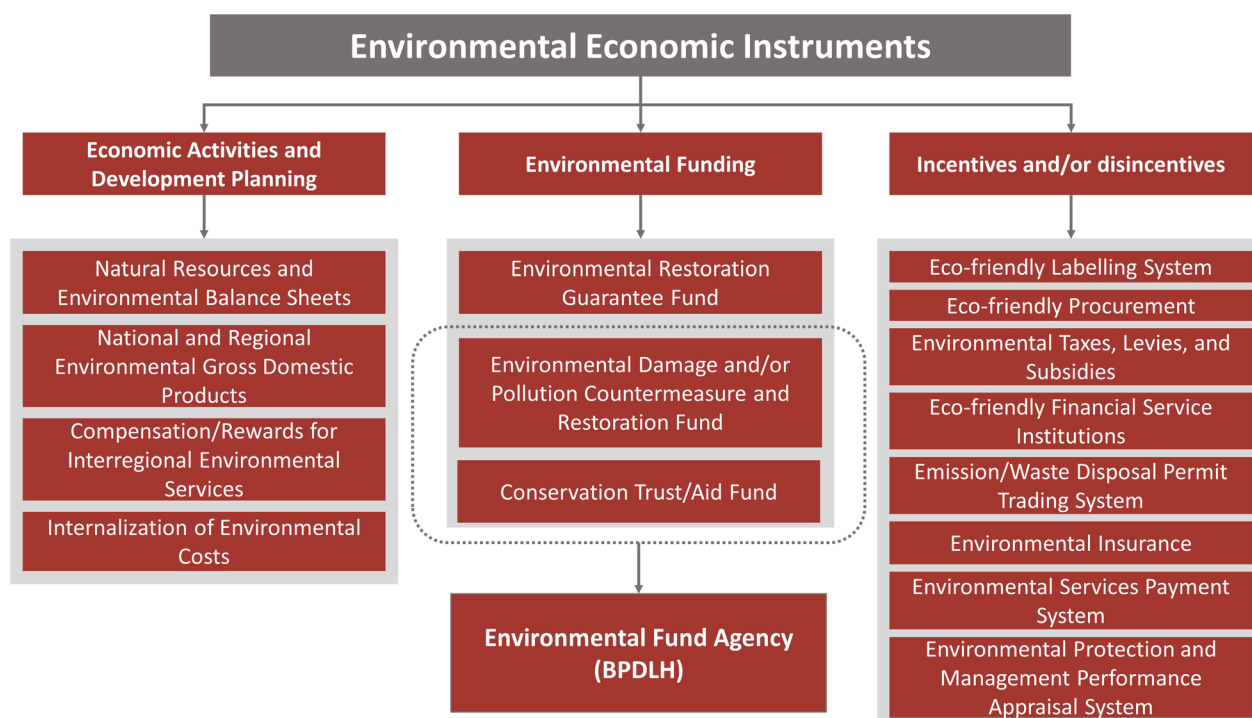 Environmental Economic Instruments
Economic Activities and
Development Planning
Natural Resources and
Environmental Balance Sheets
National and Regional
Environmental Gross Domestic
Products
Compensation/Rewards for
Interregional Environmental
Services
Internalization of Environmental
Costs
Environmental Funding
Environmental Restoration
Guarantee Fund
Environmental Damage and/or
Pollution Countermeasure and
Restoration Fund
Conservation Trust/Aid Fund
Environmental Fund Agency
(BPDLH)
Incentives and/or disincentives
Eco-friendly Labelling System
Eco-friendly Procurement
Environmental Taxes, Levies, and
Subsidies
Eco-friendly Financial Service
Institutions
Emission/Waste Disposal Permit
Trading System
Environmental Insurance
Environmental Services Payment
System
Environmental Protection and
Management Performance
Appraisal System